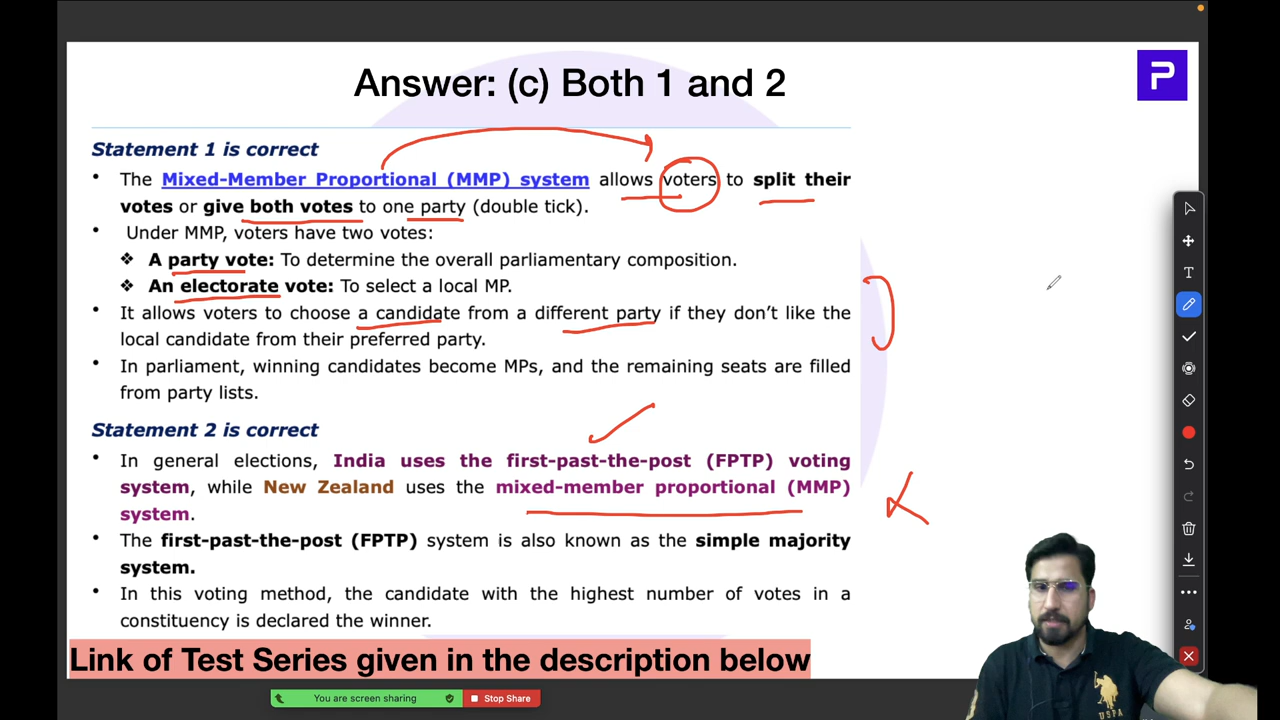 Answer: (c) Both 1 and 2
P
Statement 1 is correct
• The Mixed-Member Proportional (MMP) system allows voters to split their
votes or give both votes to one party (double tick).
• Under MMP, voters have two votes:
❖ A party vote: To determine the overall parliamentary composition.
❖ An electorate vote: To select a local MP.
• It allows voters to choose a candidate from a different party if they don't like the
local candidate from their preferred party.
• In parliament, winning candidates become MPs, and the remaining seats are filled
from party lists.
Statement 2 is correct
• In general elections, India uses the first-past-the-post (FPTP) voting
system, while New Zealand uses the mixed-member proportional (MMP)
system.
• The first-past-the-post (FPTP) system is also known as the simple majority
system.
• In this voting method, the candidate with the highest number of votes in a
constituency is declared the winner.
Link of Test Series given in the description below
You are screen sharing Stop Share
T
USPA